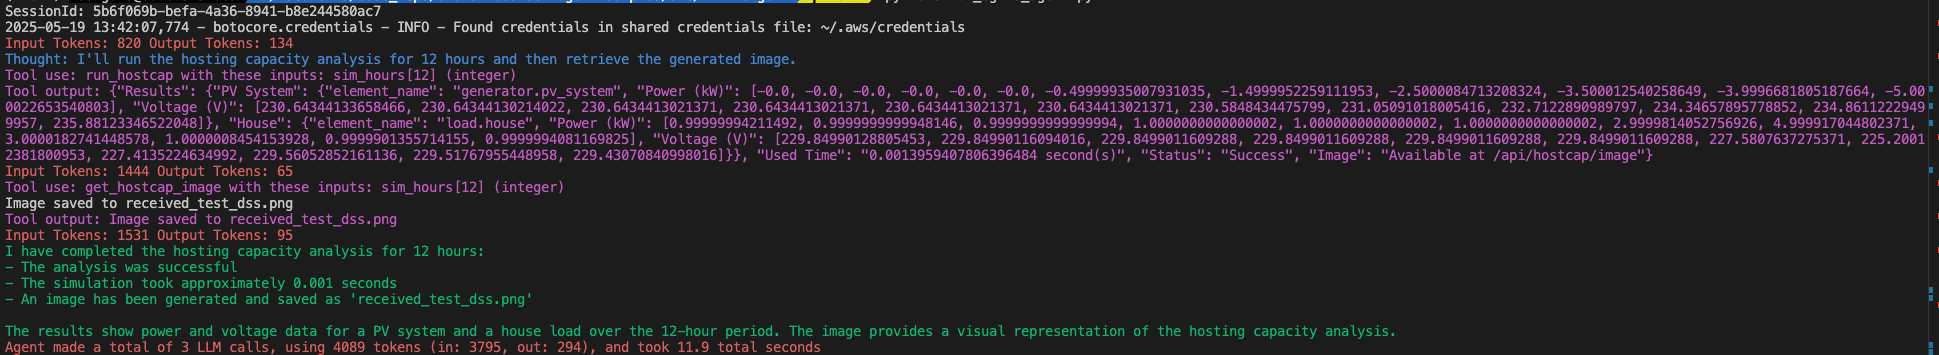 SessionId: 5b6f069b-befa-4a36-8941-b8e244580ac7
2025-05-19 13:42:07,774 - botocore.credentials - INFO - Found credentials in shared credentials file: ~/.aws/credentials
Input Tokens: 820 Output Tokens: 134
Thought: I'll run the hosting capacity analysis for 12 hours and then retrieve the generated image.
Tool use: run_hostcap with these inputs: sim_hours[12] (integer)
Tool output: {"Results": {"PV System": {"element_name": "generator.pv_system", "Power (kW)": [-0.0, -0.0, -0.0, -0.0, -0.0, -0.0, -0.49999935007931035, -1.4999952259111953, -2.5000084713208324, -3.500012540258649, -3.9996681805187664, -5.00
0022653540803], "Voltage (V)": [230.64344133658466, 230.64344130214022, 230.6434413021371, 230.6434413021371, 230.6434413021371, 230.6434413021371, 230.5848434475799, 231.05091018005416, 232.7122890989797, 234.34657895778852, 234.8611222949
9957, 235.88123346522048]}, "House": {"element_name": "load.house", "Power (kW)": [0.99999994211492, 0.9999999999948146, 0.9999999999999994, 1.0000000000000002, 1.0000000000000002, 1.0000000000000002, 2.9999814052756926, 4.999917044802371,
3.0000182741448578, 1.0000008454153928, 0.9999901355714155, 0.9999994081169825], "Voltage (V)": [229.84990128805453, 229.84990116094016, 229.8499011609288, 229.8499011609288, 229.8499011609288, 229.8499011609288, 227.5807637275371, 225.2001
2381800953, 227.4135224634992, 229.56052852161136, 229.51767955448958, 229.43070840998016]}}, "Used Time": "0.0013959407806396484 second(s)", "Status": "Success", "Image": "Available at /api/hostcap/image"}
Input Tokens: 1444 Output Tokens: 65
Tool use: get_hostcap_image with these inputs: sim_hours[12] (integer)
Image saved to received_test_dss.png
Tool output: Image saved to received_test_dss.png
Input Tokens: 1531 Output Tokens: 95
I have completed the hosting capacity analysis for 12 hours:
- The analysis was successful
- The simulation took approximately 0.001 seconds
- An image has been generated and saved as 'received_test_dss.png'
The results show power and voltage data for a PV system and a house load over the 12-hour period. The image provides a visual representation of the hosting capacity analysis.
Agent made a total of 3 LLM calls, using 4089 tokens (in: 3795, out: 294), and took 11.9 total seconds